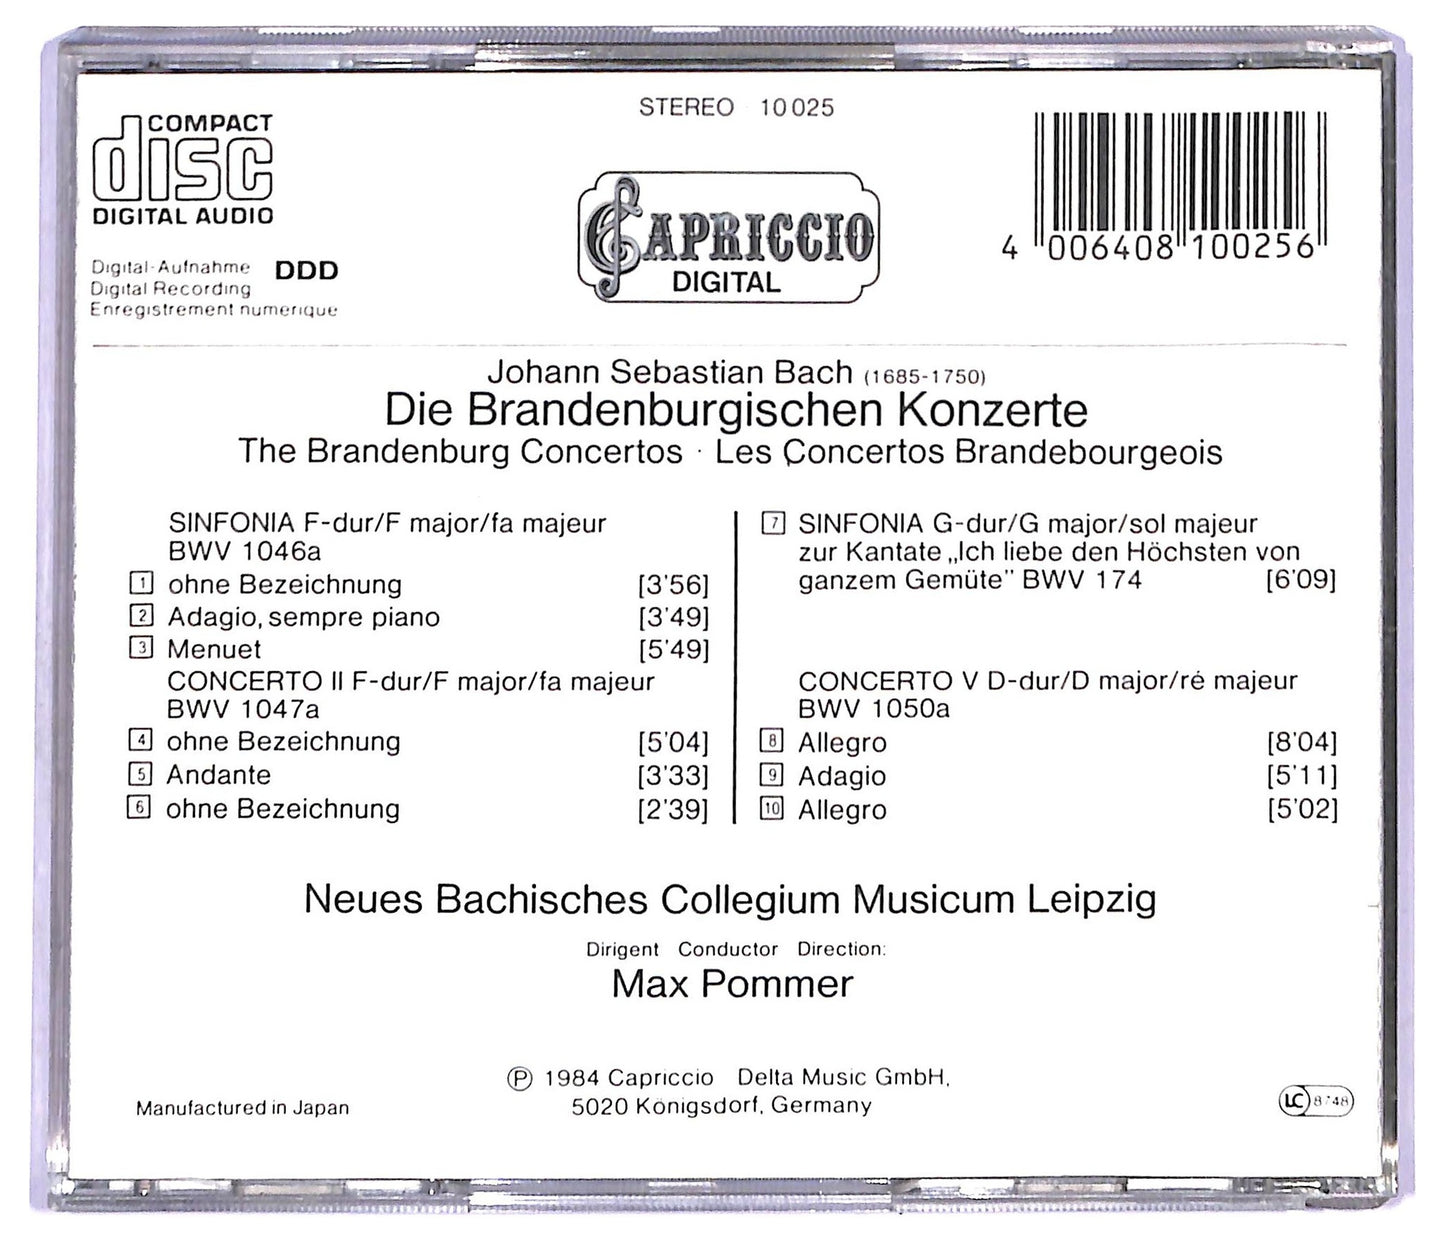 STEREO 10 025
COMPACT
disc
DIGITAL AUDIO
Digital-Aufnahme DDD
Digital Recording
Enregistrement numerique
CAPRICCIO
DIGITAL
4 006408 100256
Johann Sebastian Bach (1685-1750)
Die Brandenburgischen Konzerte
The Brandenburg Concertos · Les Concertos Brandebourgeois
SINFONIA F-dur/F major/fa majeur
BWV 1046a
1 ohne Bezeichnung [3'56]
2 Adagio, sempre piano [3'49]
3 Menuet [5'49]
CONCERTO II F-dur/F major/fa majeur
BWV 1047a
4 ohne Bezeichnung [5'04]
5 Andante [3'33]
6 ohne Bezeichnung [2'39]
7 SINFONIA G-dur/G major/sol majeur
zur Kantate „Ich liebe den Höchsten von
ganzem Gemüte" BWV 174 [6'09]
CONCERTO V D-dur/D major/ré majeur
BWV 1050a
8 Allegro [8'04]
9 Adagio [5'11]
10 Allegro [5'02]
Neues Bachisches Collegium Musicum Leipzig
Dirigent Conductor Direction:
Max Pommer
Ⓟ 1984 Capriccio Delta Music GmbH,
5020 Königsdorf, Germany
Manufactured in Japan
LC 8748